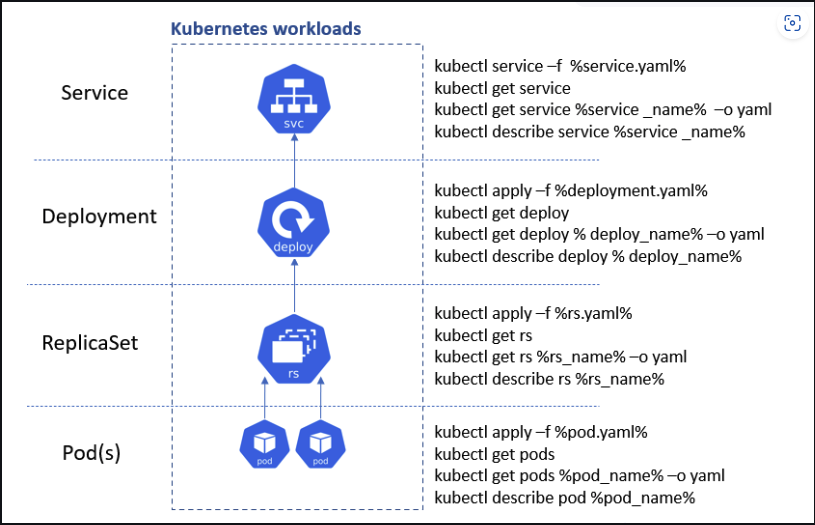 Kubernetes workloads
Service
svc
kubectl service –f %service.yaml%
kubectl get service
kubectl get service %service _name% –o yaml
kubectl describe service %service _name%
Deployment
deploy
kubectl apply –f %deployment.yaml%
kubectl get deploy
kubectl get deploy % deploy_name% –o yaml
kubectl describe deploy % deploy_name%
ReplicaSet
rs
kubectl apply –f %rs.yaml%
kubectl get rs
kubectl get rs %rs_name% –o yaml
kubectl describe rs %rs_name%
Pod(s)
pod
pod
kubectl apply –f %pod.yaml%
kubectl get pods
kubectl get pods %pod_name% –o yaml
kubectl describe pod %pod_name%